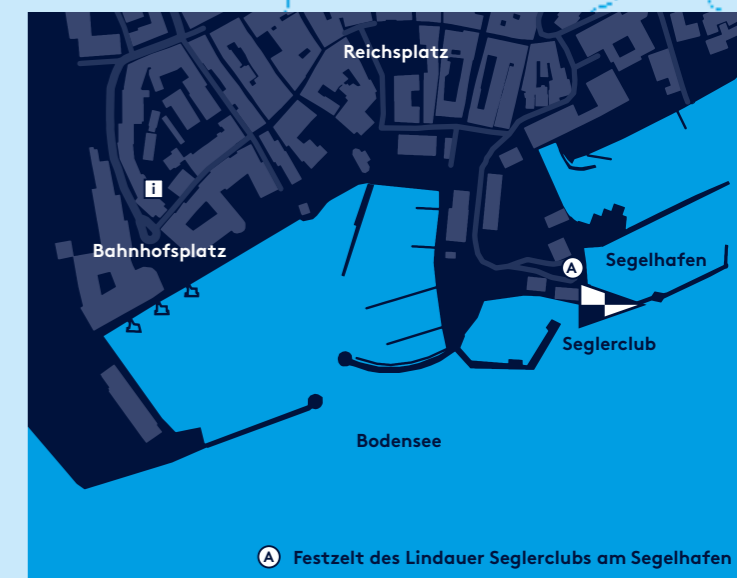 Reichsplatz
i
Bahnhofsplatz
A
Segelhafen
Seglerclub
Bodensee
A Festzelt des Lindauer Seglerclubs am Segelhafen